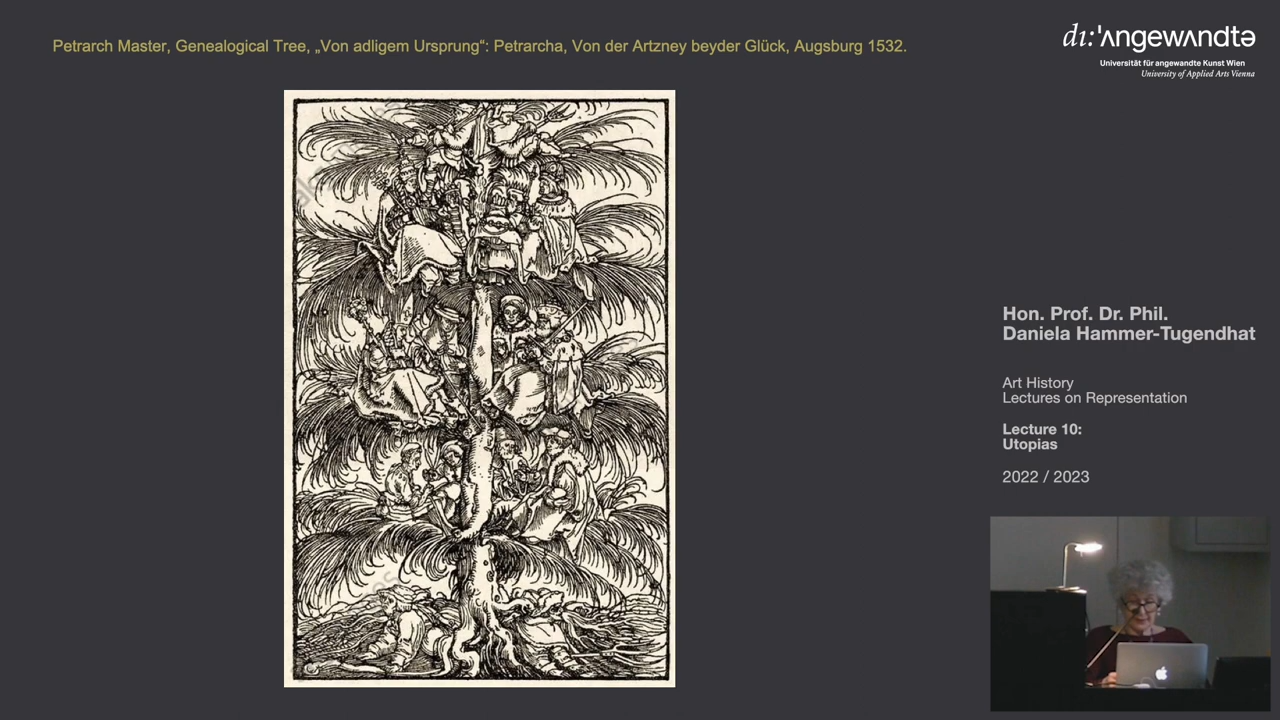 Petrarch Master, Genealogical Tree, „Von adligem Ursprung“: Petrarcha, Von der Artzney beyder Glück, Augsburg 1532.
dı:'ʌngewʌndtə
Universität für angewandte Kunst Wien
University of Applied Arts Vienna
Hon. Prof. Dr. Phil.
Daniela Hammer-Tugendhat
Art History
Lectures on Representation
Lecture 10:
Utopias
2022 / 2023